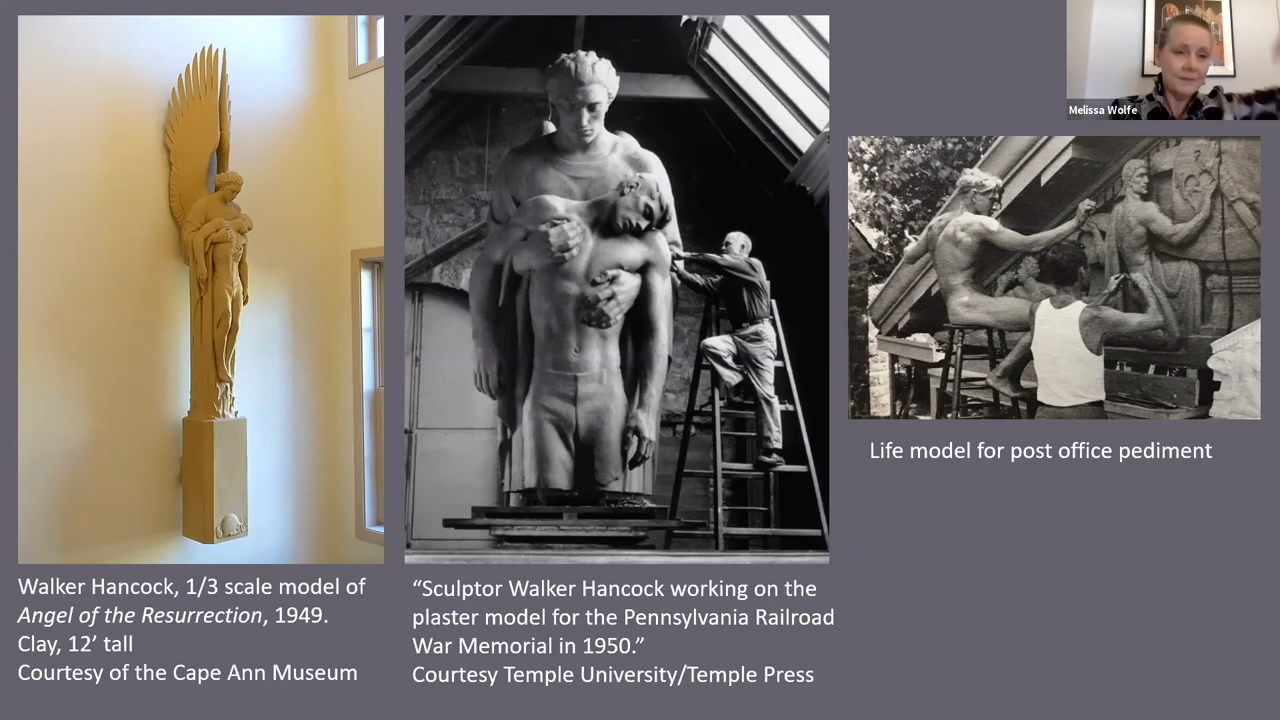 Melissa Wolfe
Life model for post office pediment
Walker Hancock, 1/3 scale model of
Angel of the Resurrection, 1949.
Clay, 12’ tall
Courtesy of the Cape Ann Museum
“Sculptor Walker Hancock working on the
plaster model for the Pennsylvania Railroad
War Memorial in 1950.”
Courtesy Temple University/Temple Press